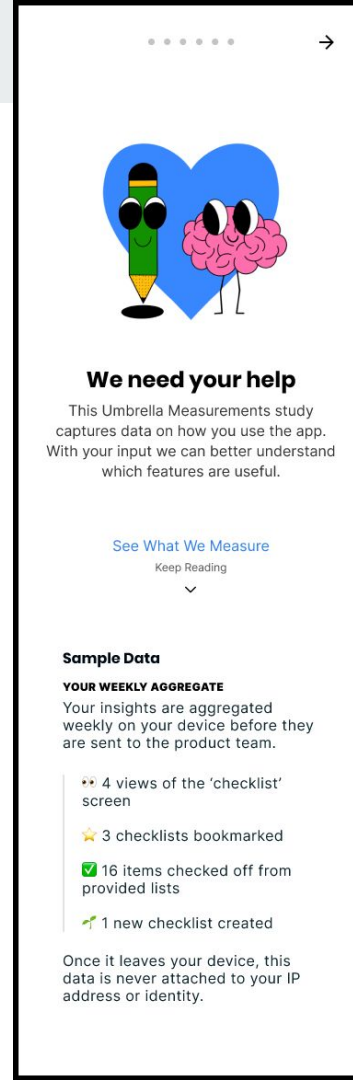 We need your help
This Umbrella Measurements study
captures data on how you use the app.
With your input we can better understand
which features are useful.
See What We Measure
Keep Reading
Sample Data
YOUR WEEKLY AGGREGATE
Your insights are aggregated
weekly on your device before they
are sent to the product team.
👀 4 views of the ‘checklist’
screen
⭐ 3 checklists bookmarked
✅ 16 items checked off from
provided lists
🌱 1 new checklist created
Once it leaves your device, this
data is never attached to your IP
address or identity.